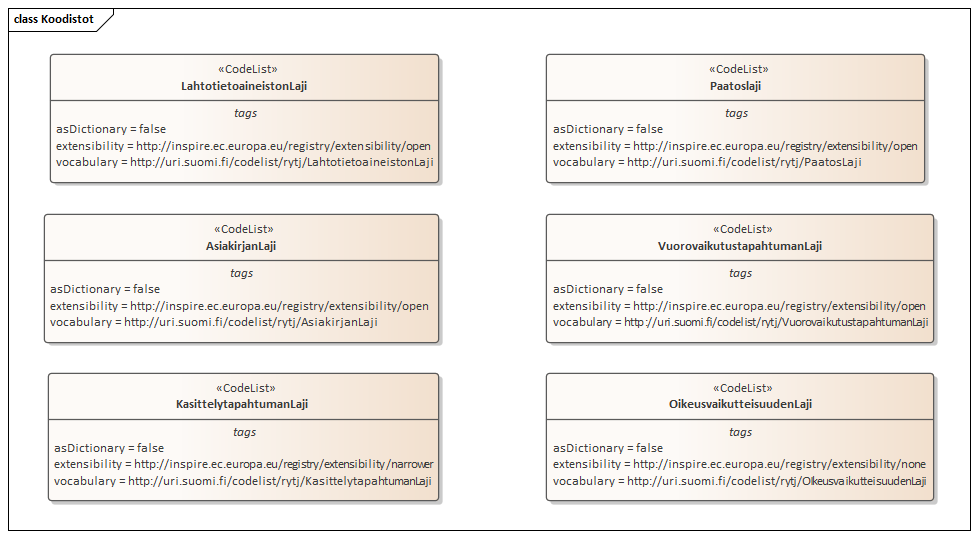 class Koodistot
«CodeList»
LahtotietoaineistonLaji
tags
asDictionary = false
extensibility = http://inspire.ec.europa.eu/registry/extensibility/open
vocabulary = http://uri.suomi.fi/codelist/rytj/LahtotietoaineistonLaji
«CodeList»
Paatoslaji
tags
asDictionary = false
extensibility = http://inspire.ec.europa.eu/registry/extensibility/open
vocabulary = http://uri.suomi.fi/codelist/rytj/PaatosLaji
«CodeList»
AsiakirjanLaji
tags
asDictionary = false
extensibility = http://inspire.ec.europa.eu/registry/extensibility/open
vocabulary = http://uri.suomi.fi/codelist/rytj/AsiakirjanLaji
«CodeList»
VuorovaikutustapahtumanLaji
tags
asDictionary = false
extensibility = http://inspire.ec.europa.eu/registry/extensibility/open
vocabulary = http://uri.suomi.fi/codelist/rytj/VuorovaikutustapahtumanLaji
«CodeList»
KasittelytapahtumanLaji
tags
asDictionary = false
extensibility = http://inspire.ec.europa.eu/registry/extensibility/narrower
vocabulary = http://uri.suomi.fi/codelist/rytj/KasittelytapahtumanLaji
«CodeList»
OikeusvaikutteisuudenLaji
tags
asDictionary = false
extensibility = http://inspire.ec.europa.eu/registry/extensibility/none
vocabulary = http://uri.suomi.fi/codelist/rytj/OikeusvaikutteisuudenLaji